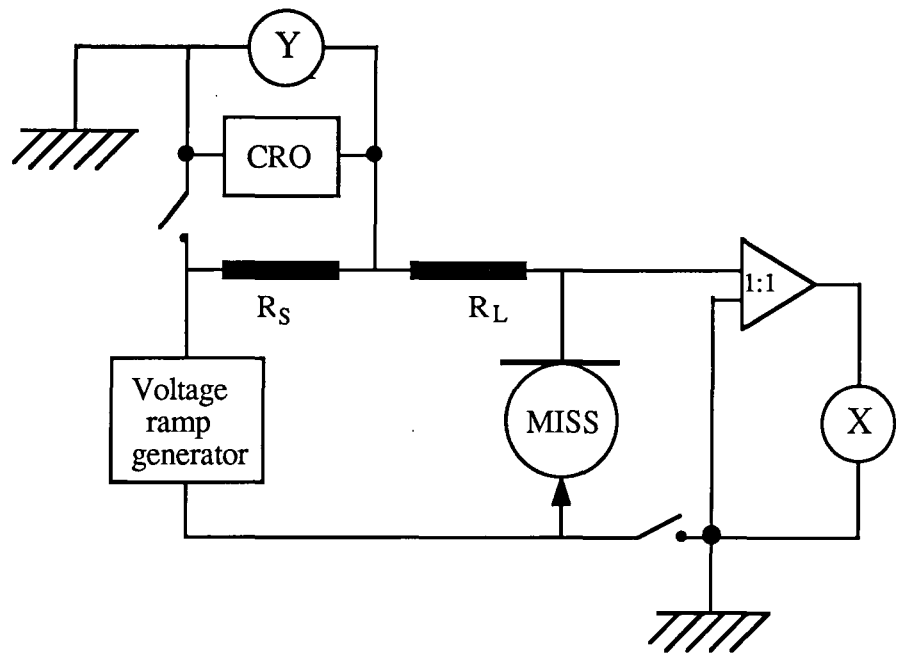 Y
CRO
R_S
R_L
1:1
Voltage
ramp
generator
MISS
X